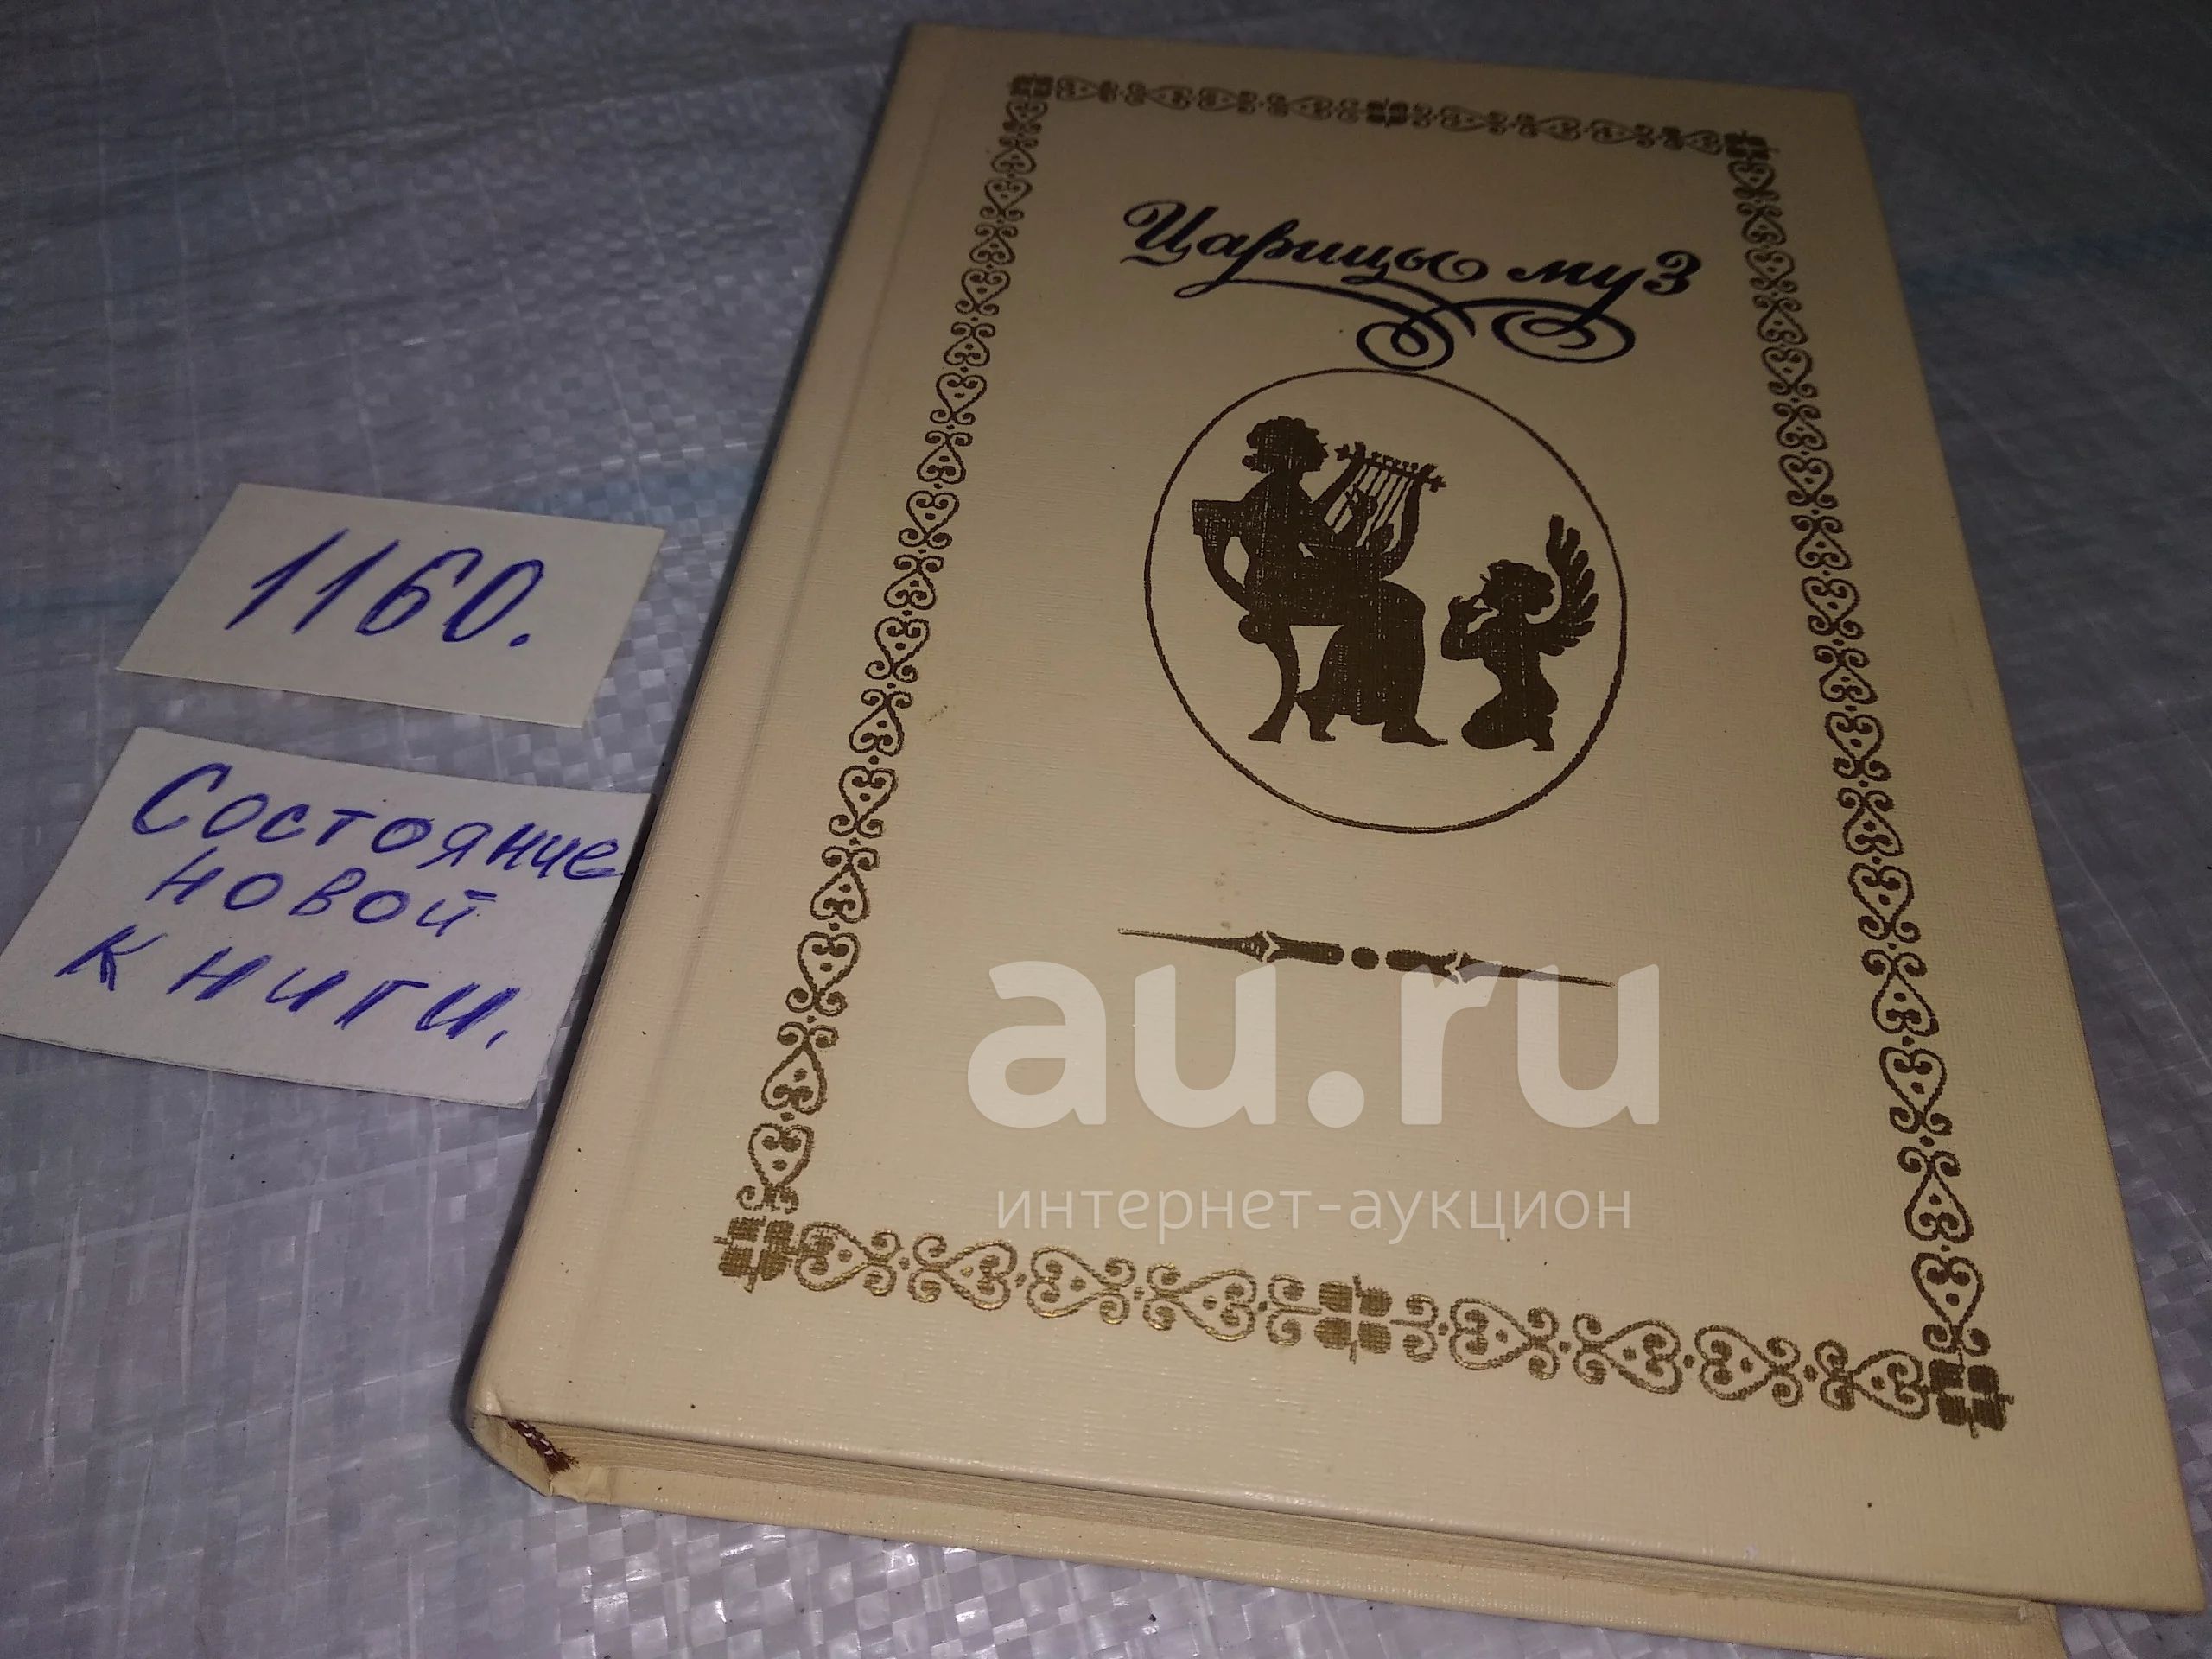 Царицы муз
1160.
Состояние
новой
книги.
au.ru
интернет-аукцион